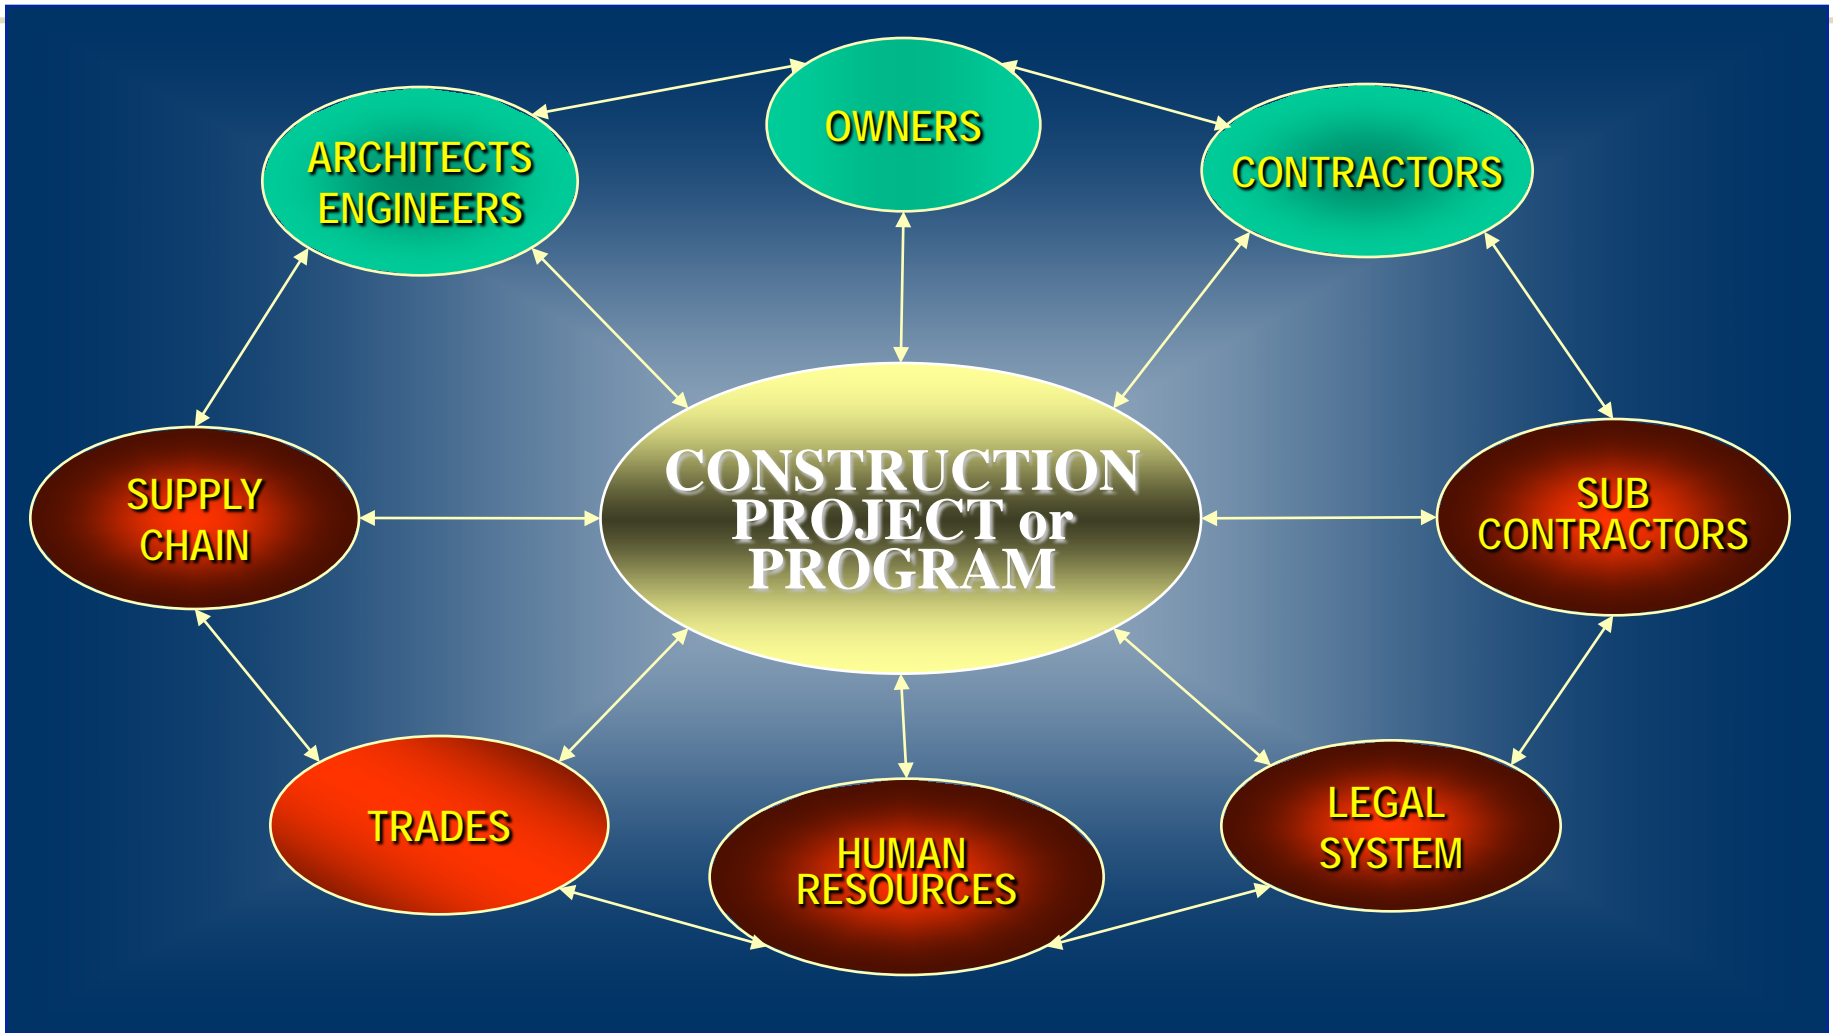 OWNERS
ARCHITECTS
ENGINEERS
CONTRACTORS
CONSTRUCTION
PROJECT or
PROGRAM
SUPPLY
CHAIN
SUB
CONTRACTORS
TRADES
HUMAN
RESOURCES
LEGAL
SYSTEM